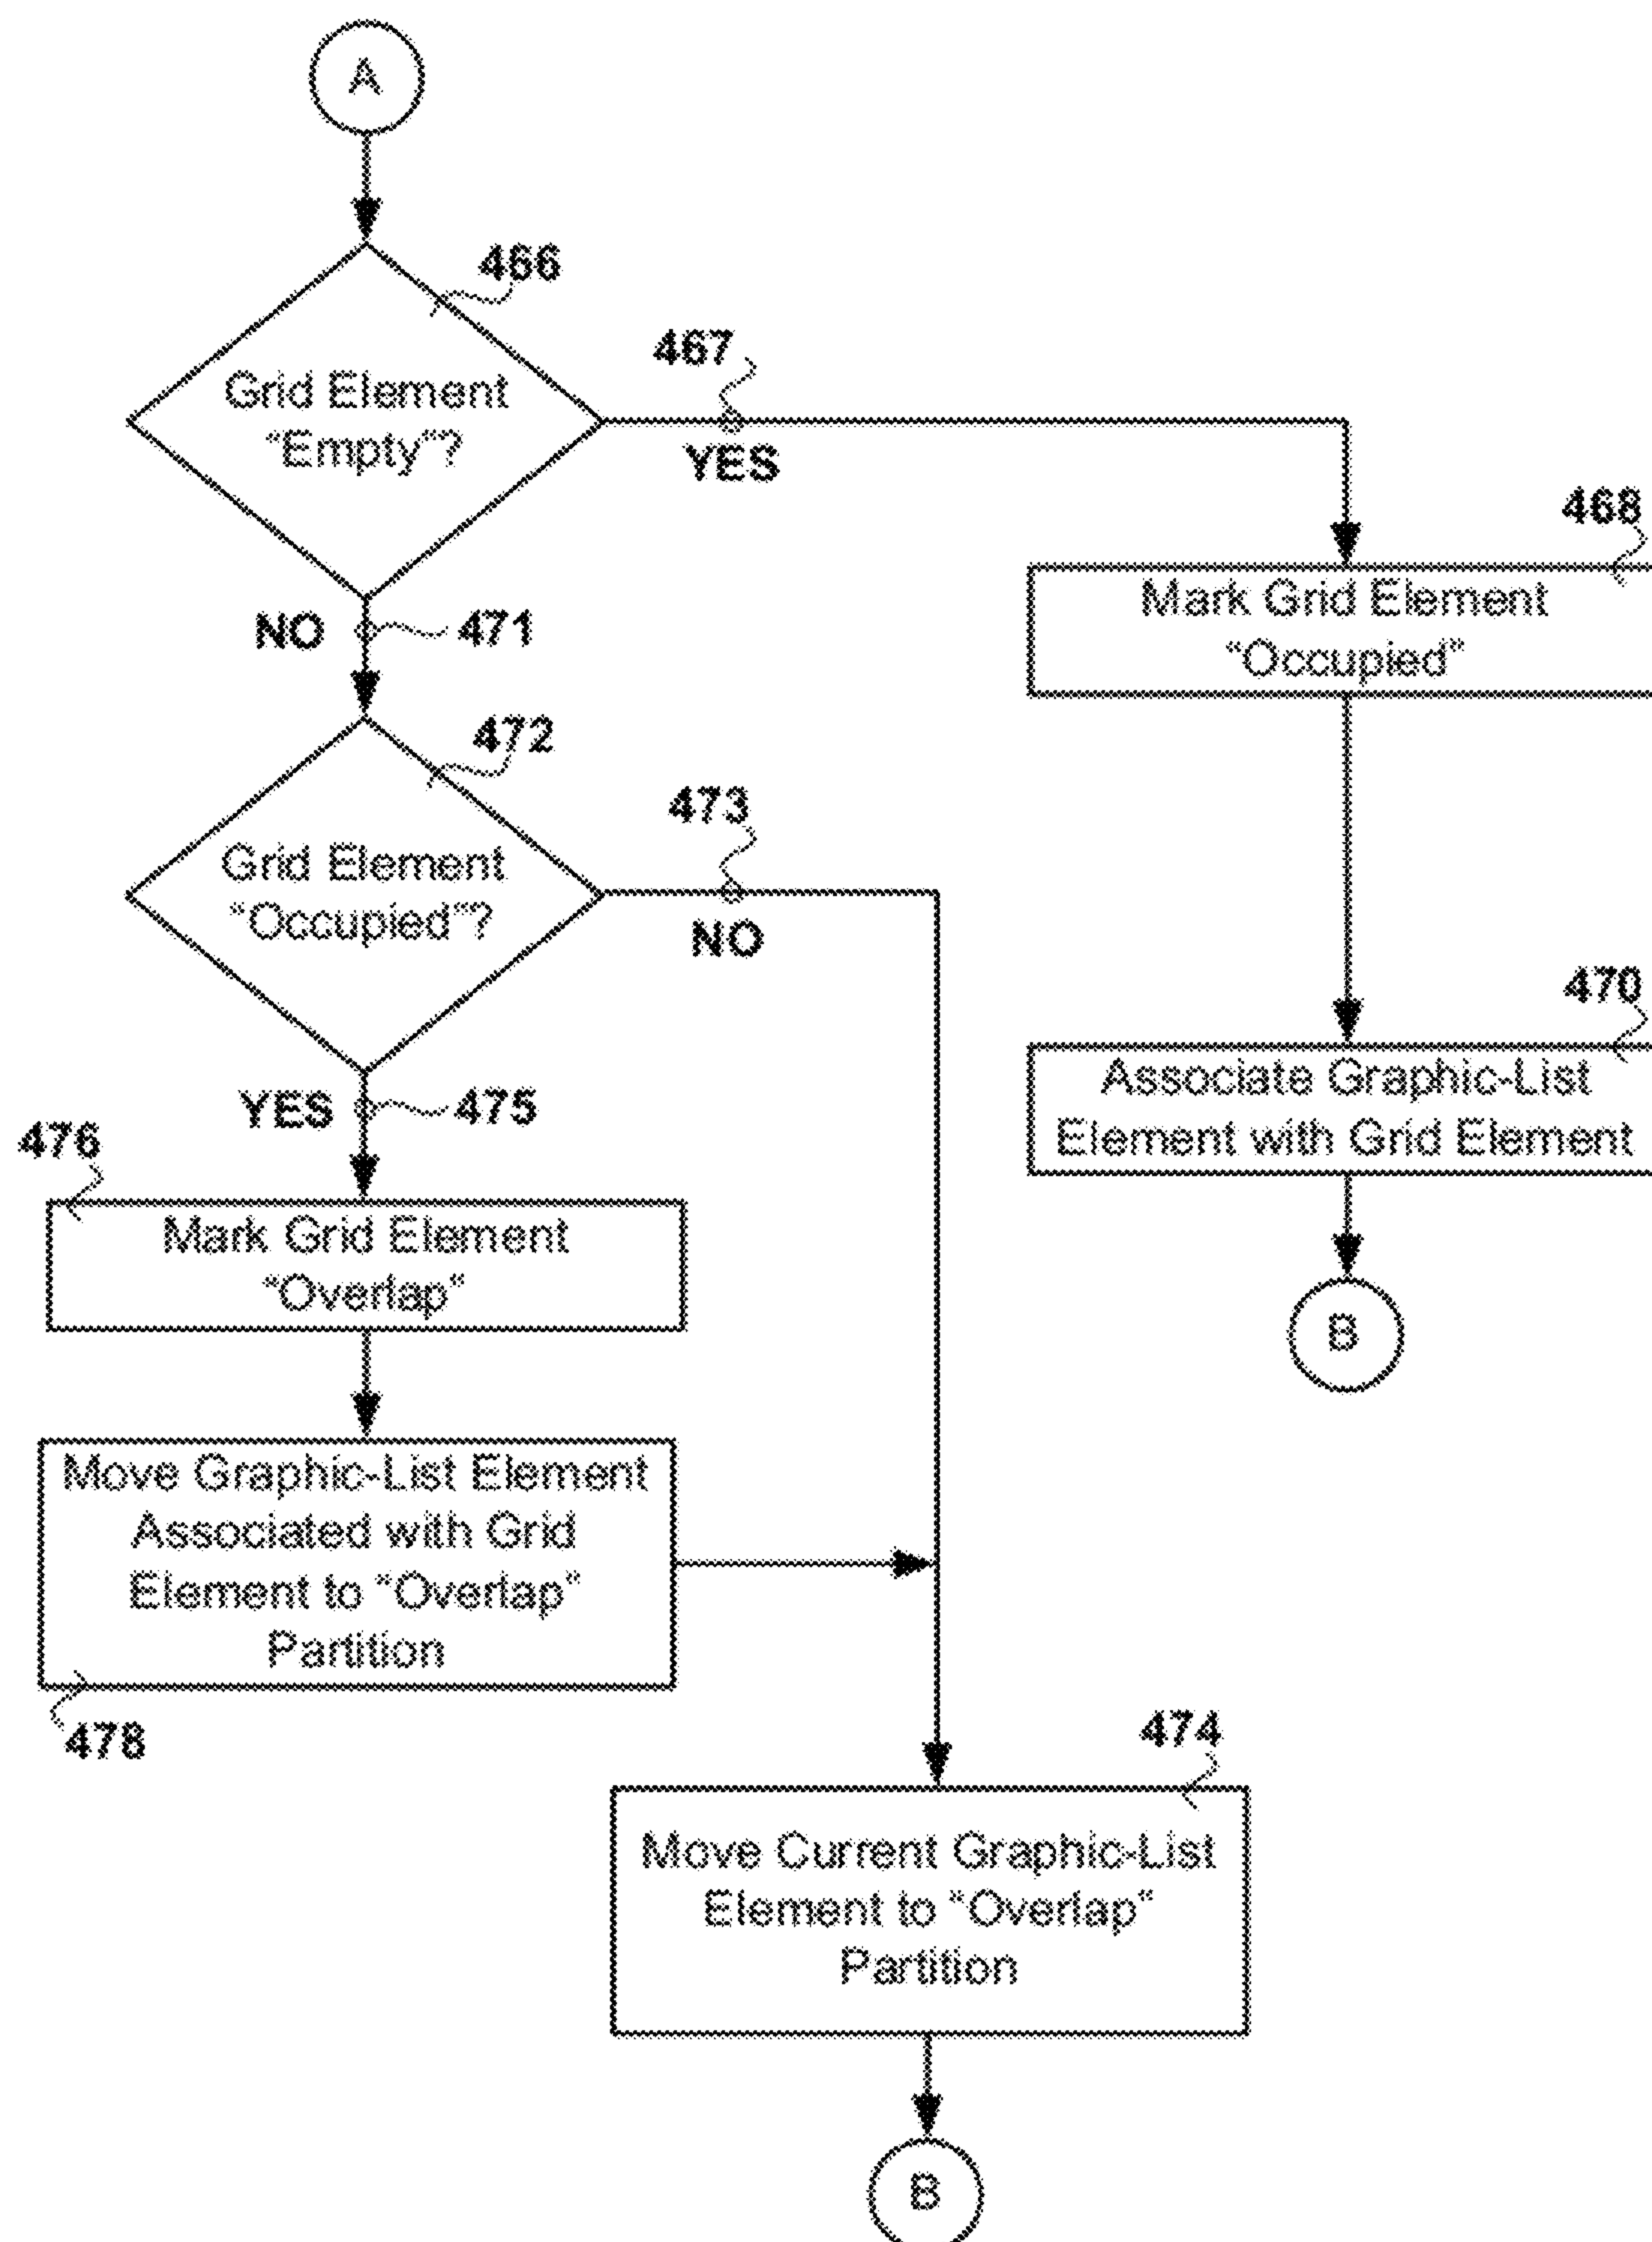 A
466
Grid Element
“Empty“?
467
YES
468
Mark Grid Element
“Occupied“
NO
471
472
Grid Element
“Occupied“?
473
NO
470
Associate Graphic-List
Element with Grid Element
B
YES
475
476
Mark Grid Element
“Overlap“
Move Graphic-List Element
Associated with Grid
Element to “Overlap“
Partition
478
474
Move Current Graphic-List
Element to “Overlap“
Partition
B